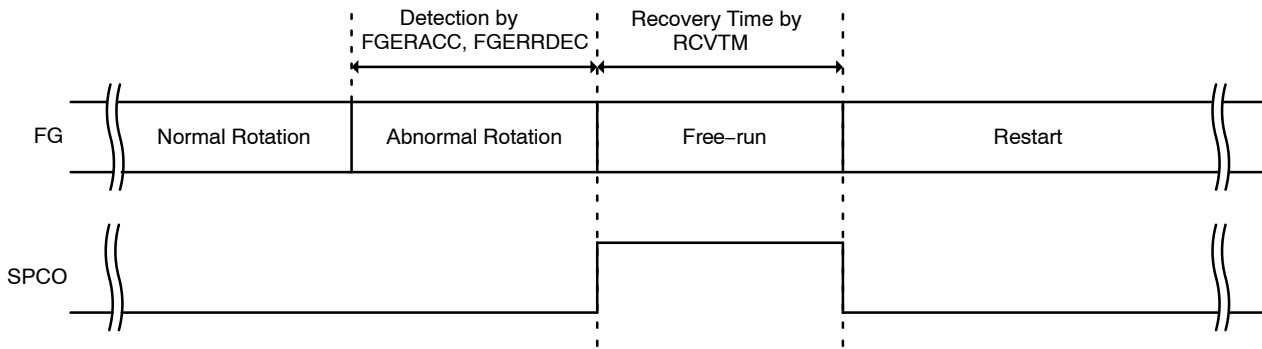 Detection by
FGERACC, FGERRDEC
Recovery Time by
RCVTM
FG
Normal Rotation
Abnormal Rotation
Free−run
Restart
SPCO